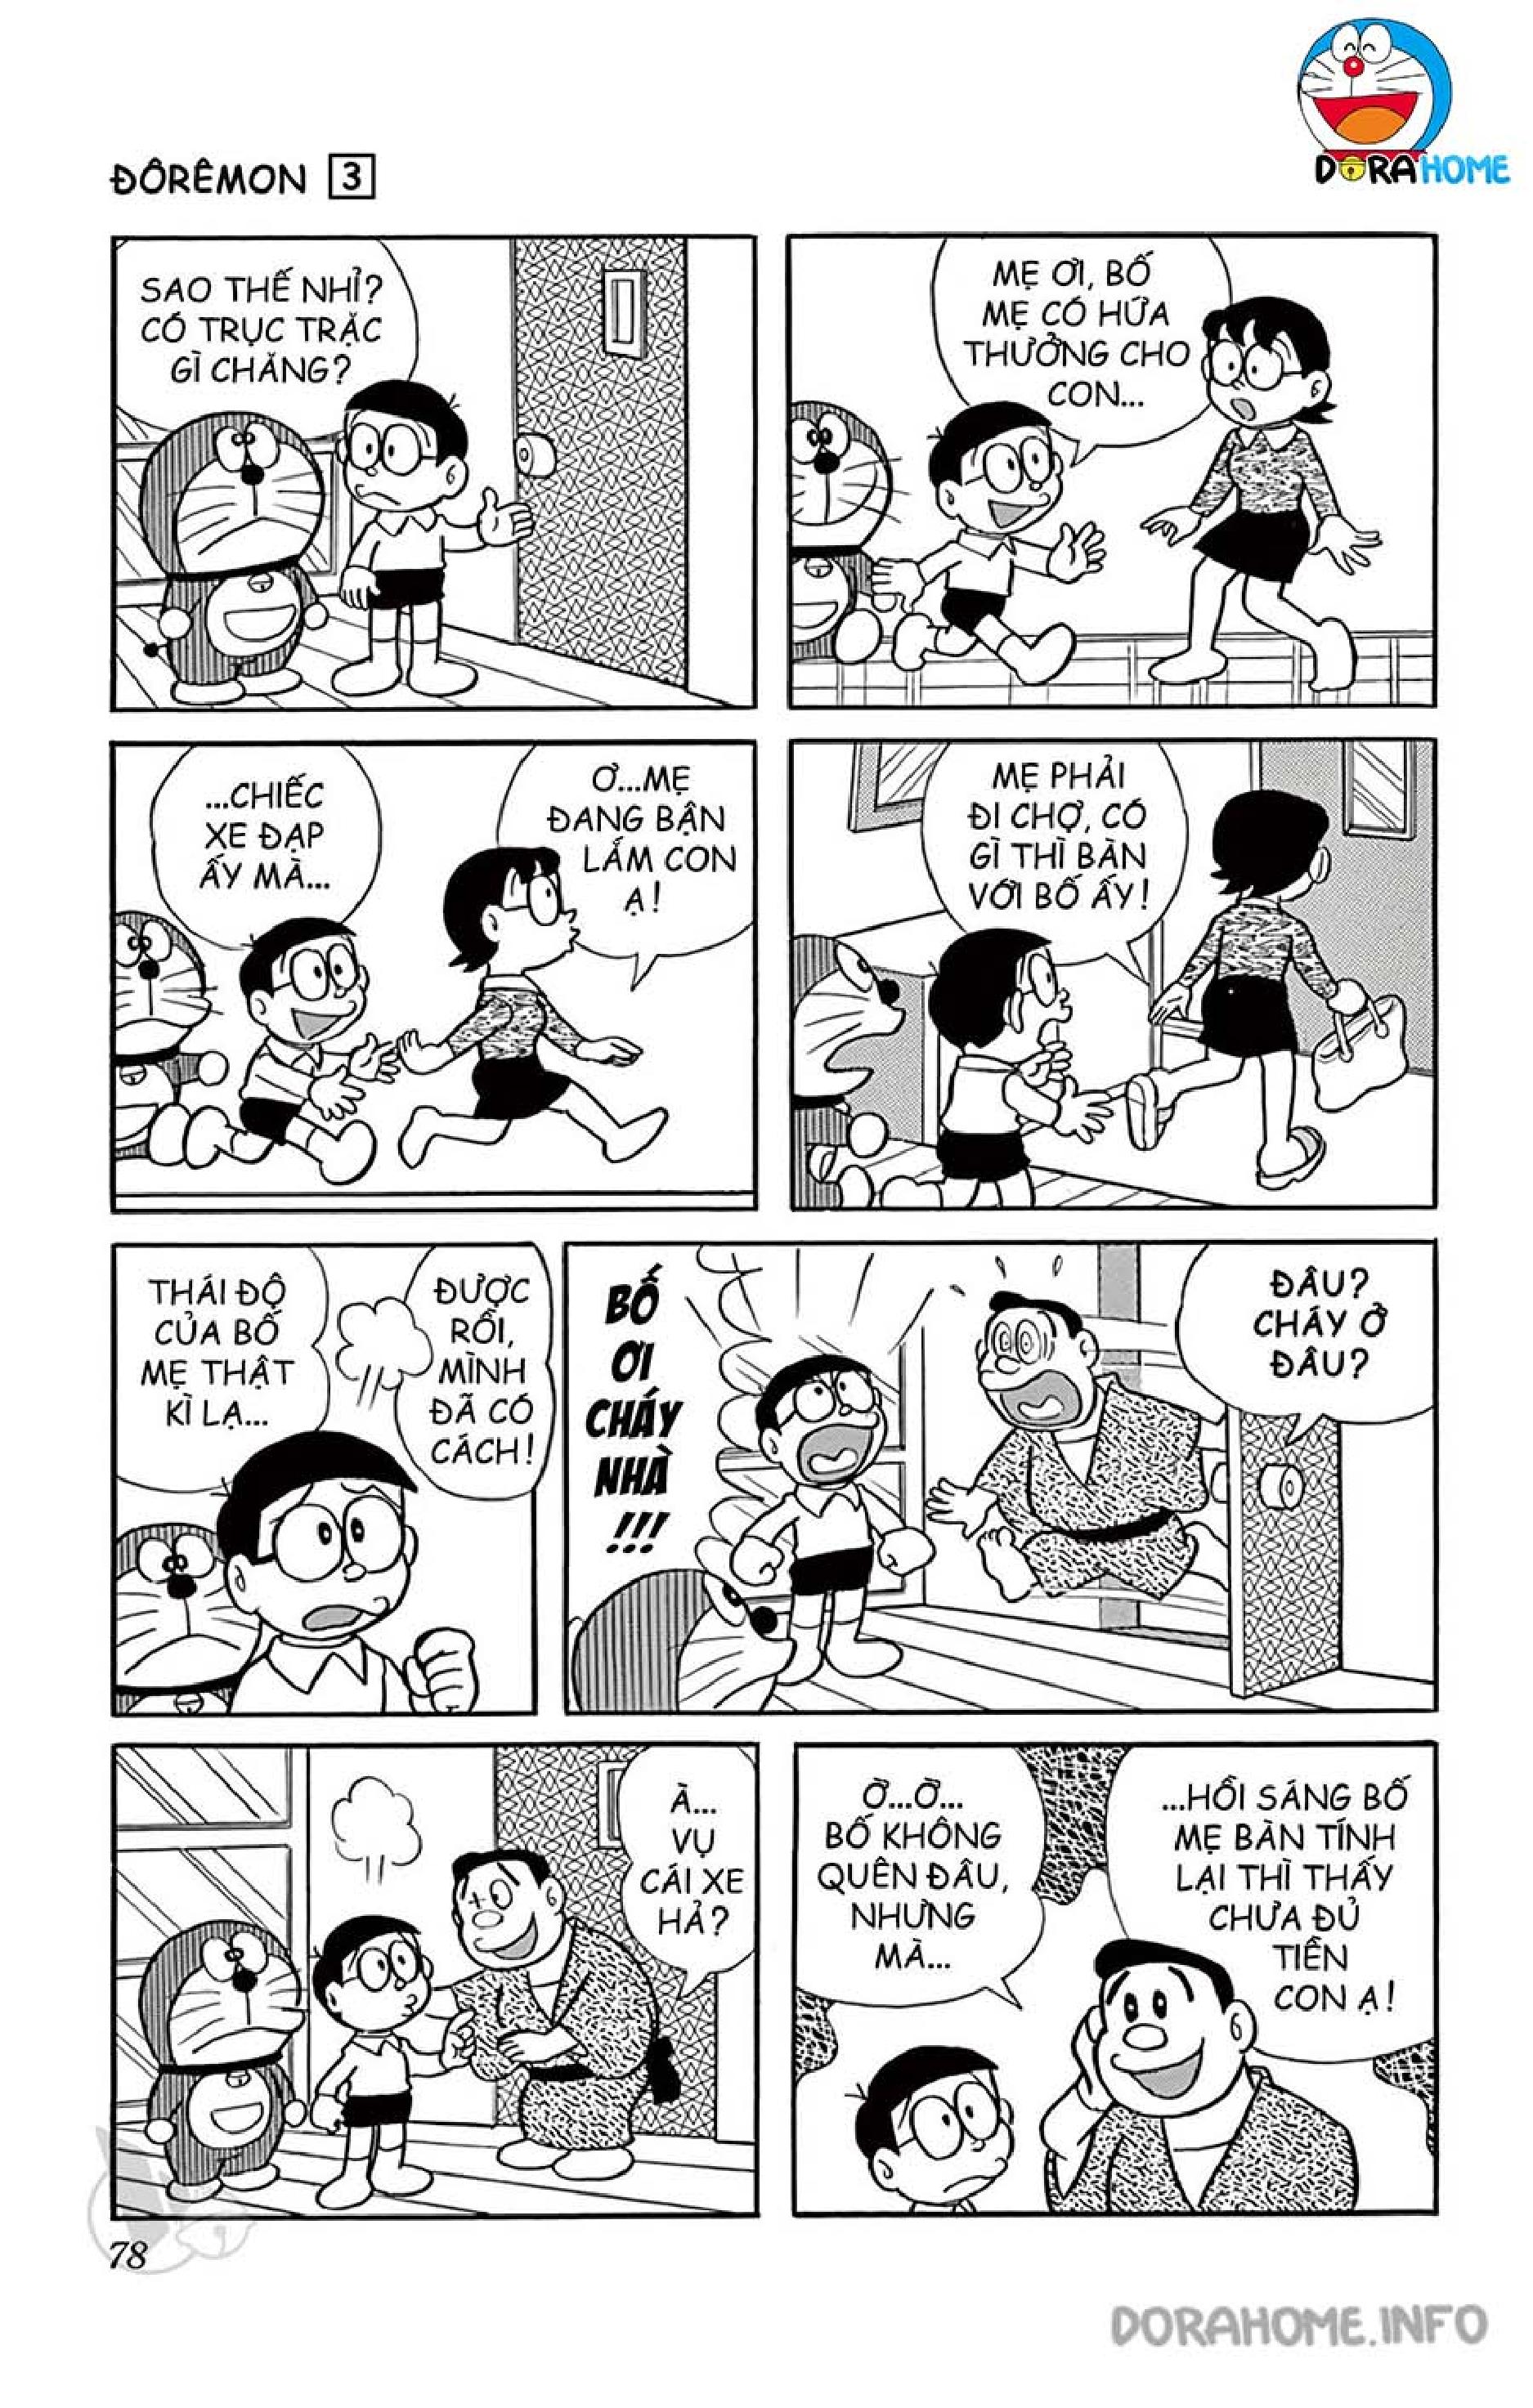 DORAHOME
ĐÔRÊMON 3
SAO THẾ NHỈ?
CÓ TRỤC TRẶC
GÌ CHĂNG?
MẸ ƠI, BỐ
MẸ CÓ HỨA
THƯỞNG CHO
CON...
...CHIẾC
XE ĐẠP
ẤY MÀ...
Ơ...MẸ
ĐANG BẬN
LẮM CON
Ạ!
MẸ PHẢI
ĐI CHỢ, CÓ
GÌ THÌ BÀN
VỚI BỐ ẤY!
THÁI ĐỘ
CỦA BỐ
MẸ THẬT
KÌ LẠ...
ĐƯỢC
RỒI,
MÌNH
ĐÃ CÓ
CÁCH!
BỐ
ƠI
CHÁY
NHÀ
!!!
ĐÂU?
CHÁY Ở
ĐÂU?
À...
VỤ
CÁI XE
HẢ?
Ờ...Ờ...
BỐ KHÔNG
QUÊN ĐÂU,
NHƯNG
MÀ...
...HỒI SÁNG BỐ
MẸ BÀN TÍNH
LẠI THÌ THẤY
CHƯA ĐỦ
TIỀN
CON Ạ!
78
DORAHOME.INFO